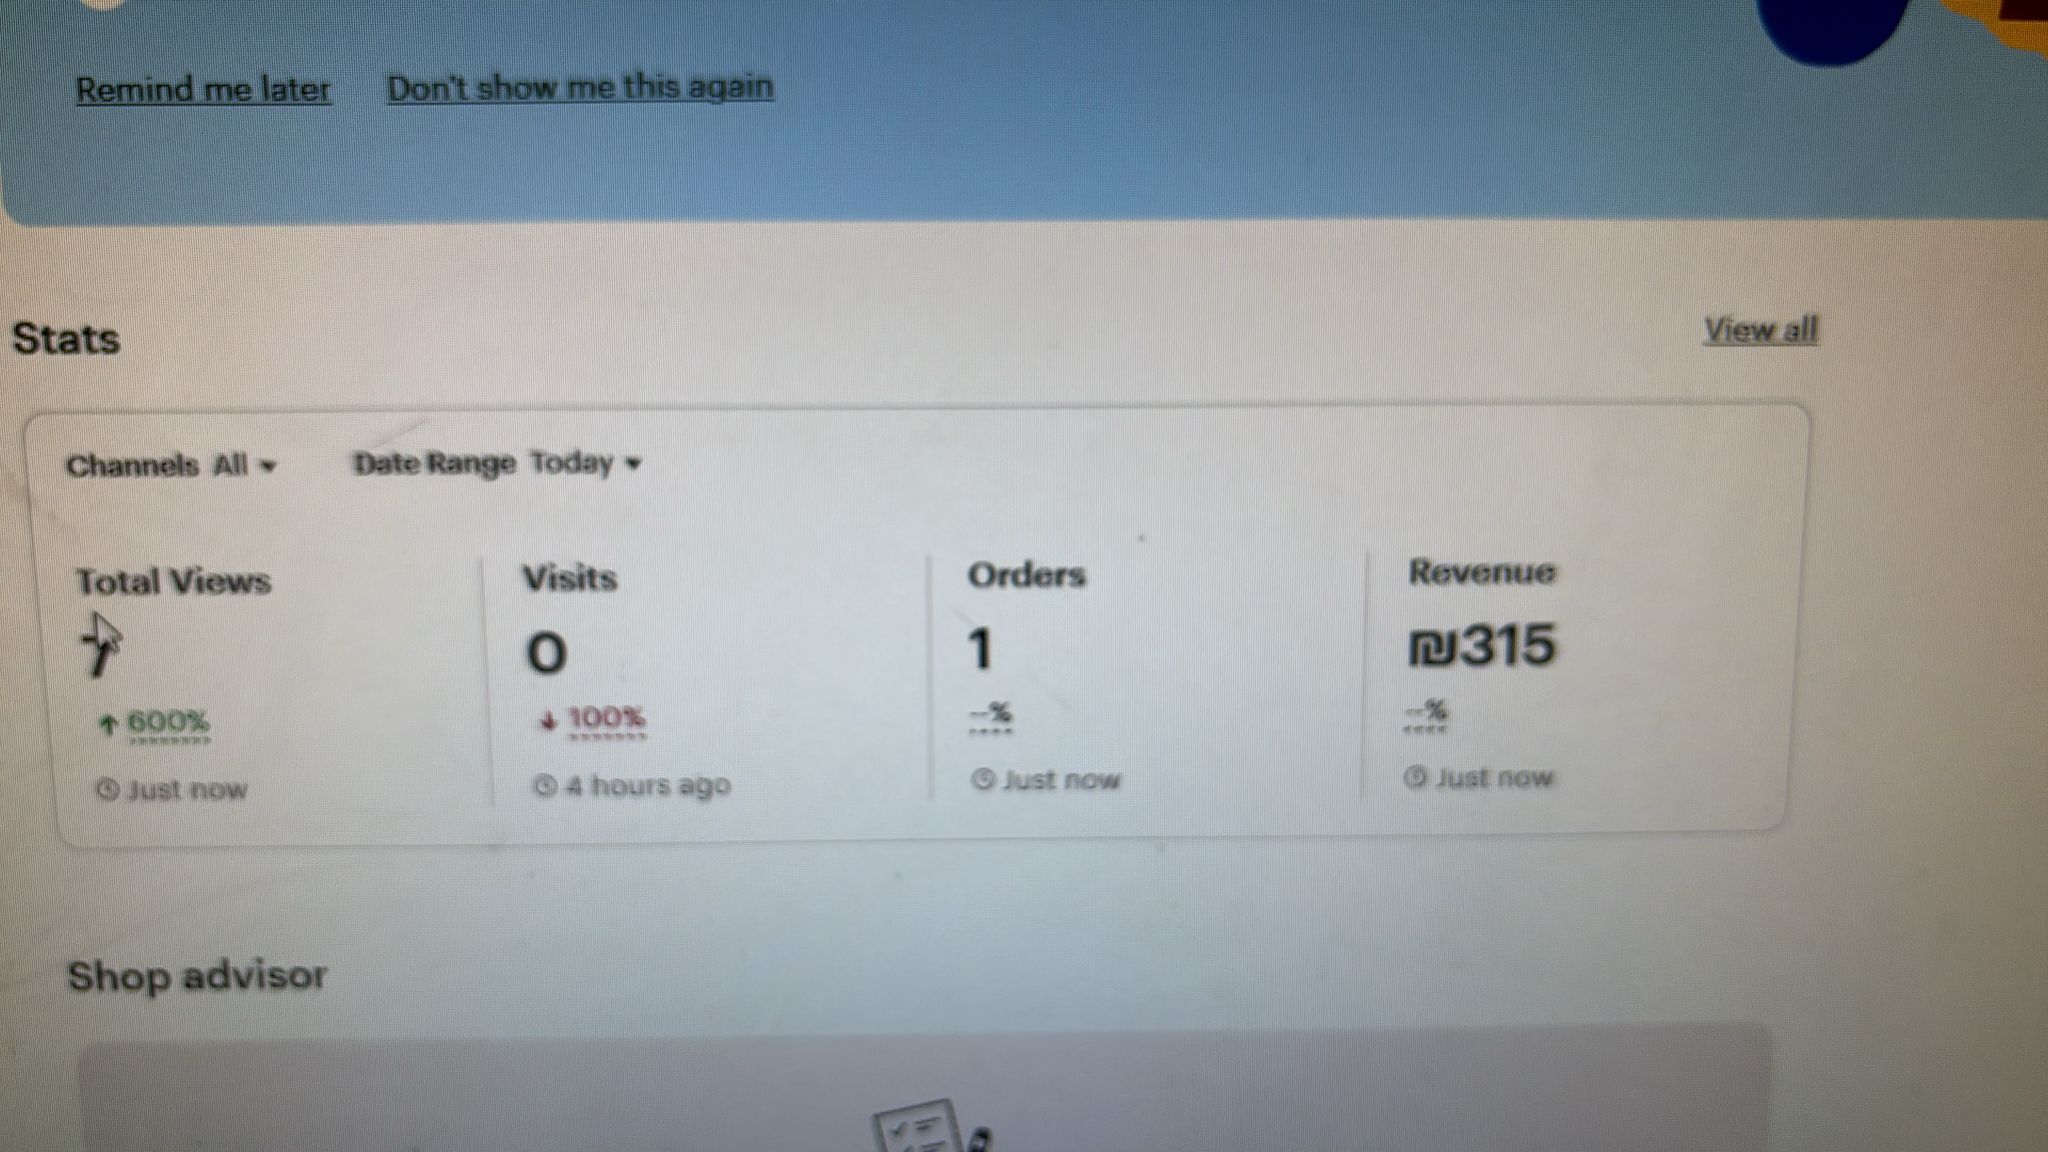 Remind me later Don't show me this again
Stats View all
Channels All Date Range Today
Total Views Visits Orders Revenue
7 0 1 ₪315
↑ 600% ↓ 100% --% --%
Just now 4 hours ago Just now Just now
Shop advisor